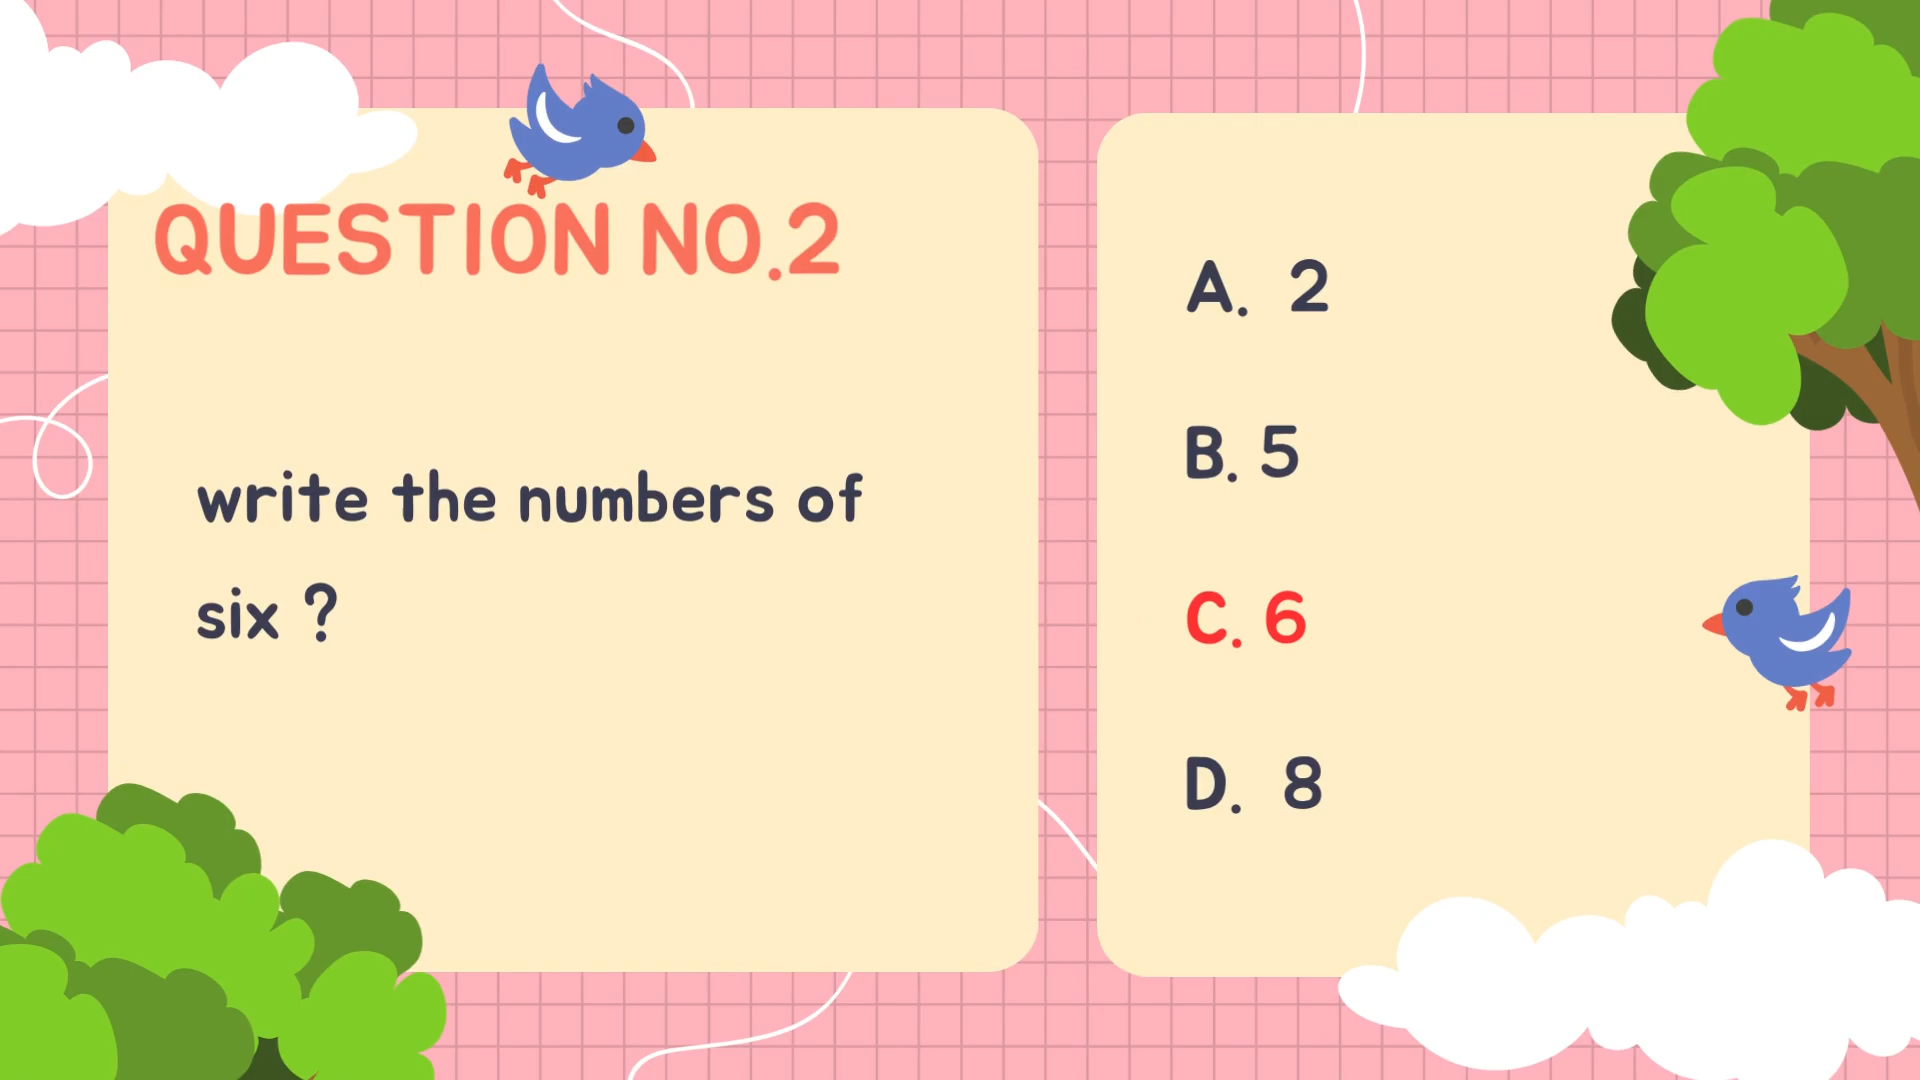 QUESTION NO.2
write the numbers of
six ?
A. 2
B. 5
C. 6
D. 8